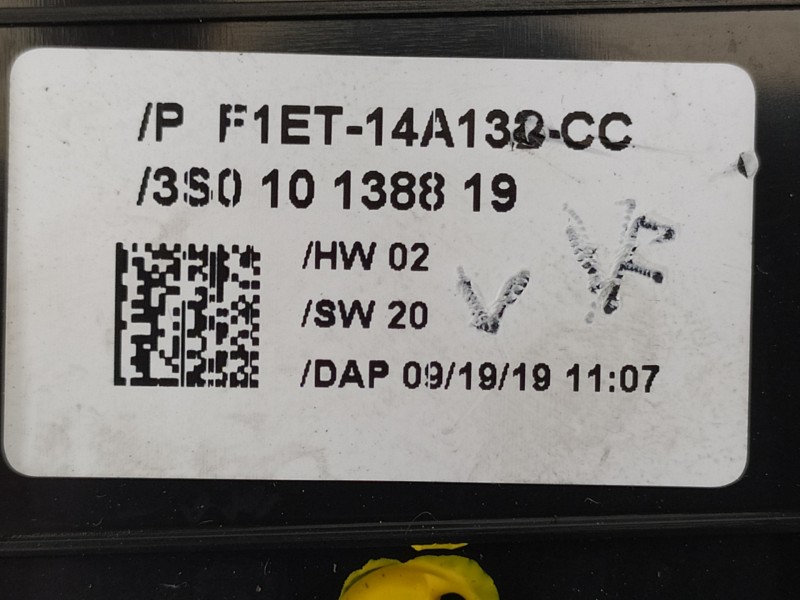 /P F1ET-14A132-CC
/3S0 10 1388 19
/HW 02
/SW 20
/DAP 09/19/19 11:07
V VF